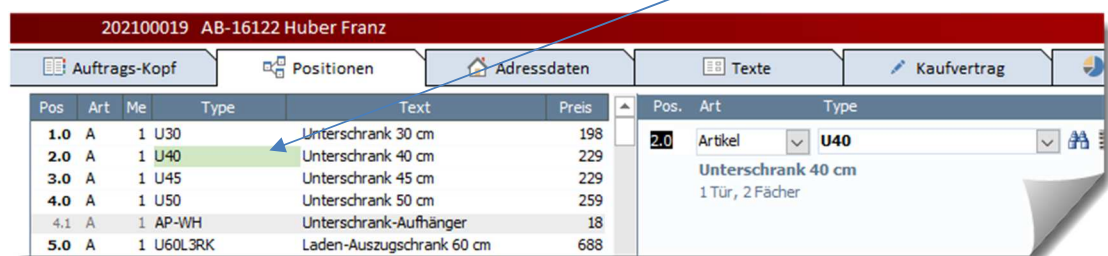 202100019 AB-16122 Huber Franz
Auftrags-Kopf Positionen Adressdaten Texte Kaufvertrag
Pos Art Me Type Text Preis Pos. Art Type
1.0 A 1 U30 Unterschrank 30 cm 198
2.0 Artikel U40
2.0 A 1 U40 Unterschrank 40 cm 229
Unterschrank 40 cm
3.0 A 1 U45 Unterschrank 45 cm 229
1 Tür, 2 Fächer
4.0 A 1 U50 Unterschrank 50 cm 259
4.1 A 1 AP-WH Unterschrank-Aufhänger 18
5.0 A 1 U60L3RK Laden-Auszugschrank 60 cm 688